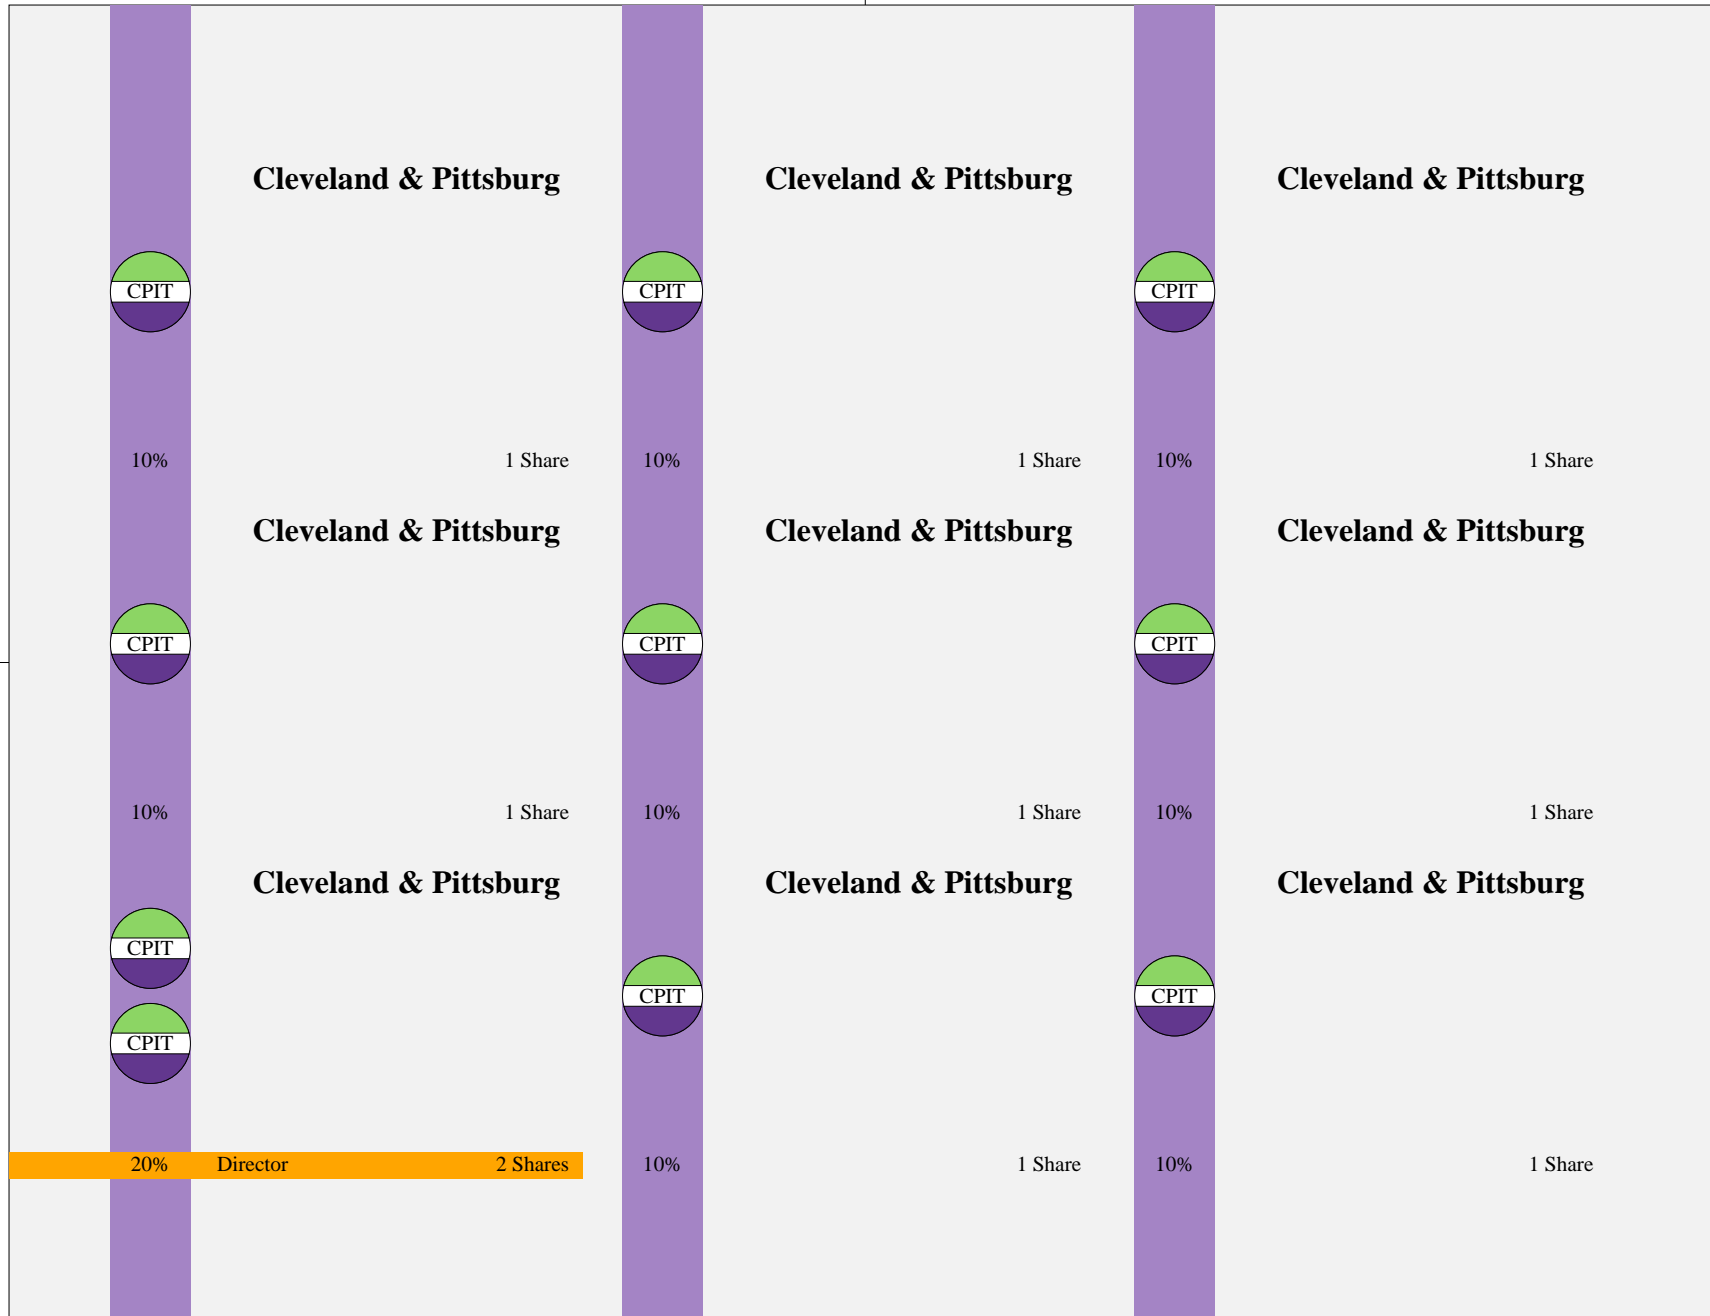 Cleveland & Pittsburg Cleveland & Pittsburg Cleveland & Pittsburg
CPIT CPIT CPIT
10% 1 Share 10% 1 Share 10% 1 Share
Cleveland & Pittsburg Cleveland & Pittsburg Cleveland & Pittsburg
CPIT CPIT CPIT
10% 1 Share 10% 1 Share 10% 1 Share
Cleveland & Pittsburg Cleveland & Pittsburg Cleveland & Pittsburg
CPIT
CPIT CPIT
CPIT
20% Director 2 Shares 10% 1 Share 10% 1 Share